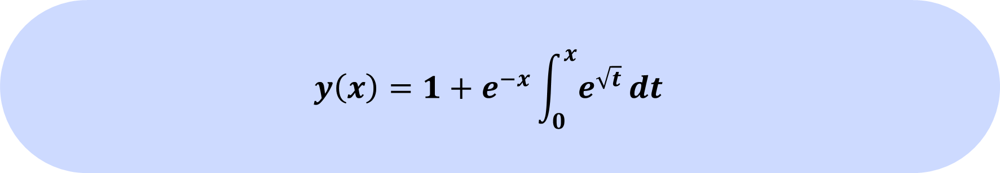 y(x) = 1 + e^{-x} ∫_0^x e^{√t} dt